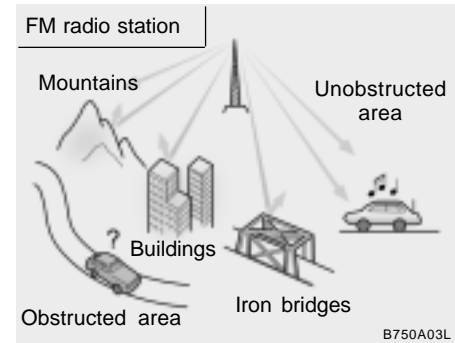 FM radio station
Mountains
Unobstructed
area
?
Buildings
Iron bridges
Obstructed area
B750A03L